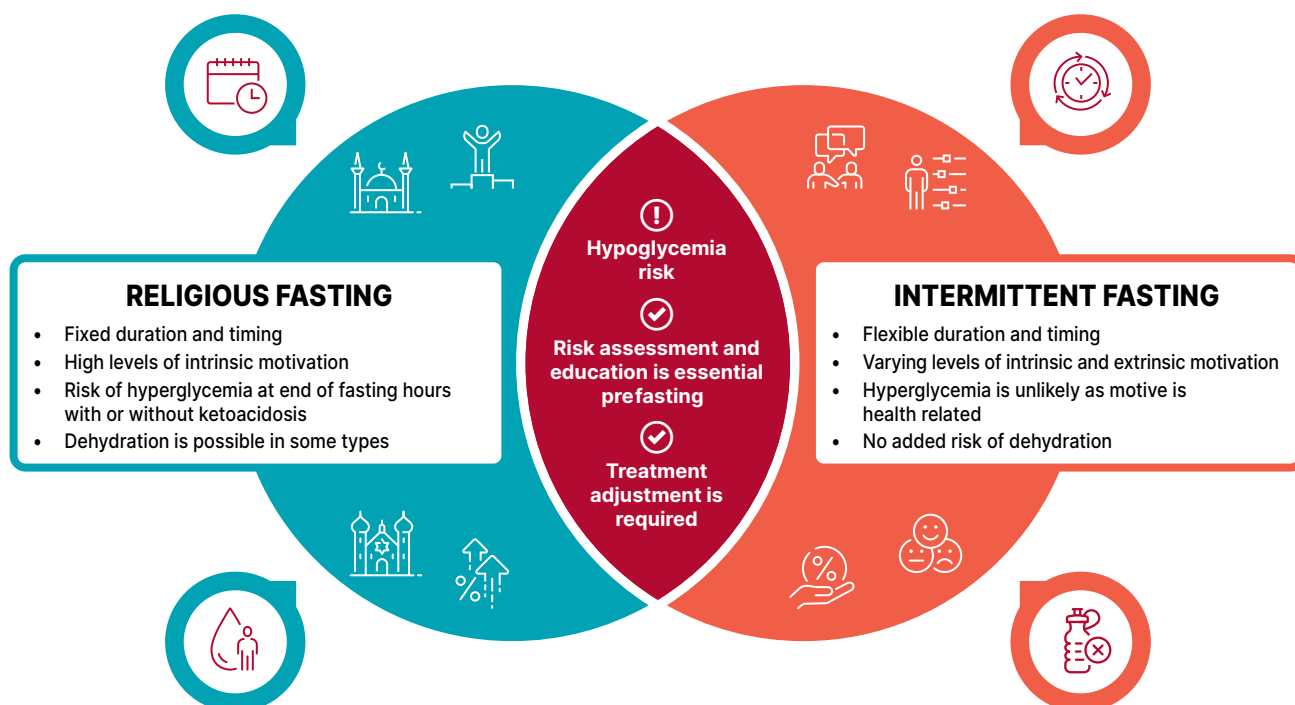 RELIGIOUS FASTING
• Fixed duration and timing
• High levels of intrinsic motivation
• Risk of hyperglycemia at end of fasting hours
with or without ketoacidosis
• Dehydration is possible in some types
Hypoglycemia
risk
Risk assessment and
education is essential
prefasting
Treatment
adjustment is
required
INTERMITTENT FASTING
• Flexible duration and timing
• Varying levels of intrinsic and extrinsic motivation
• Hyperglycemia is unlikely as motive is
health related
• No added risk of dehydration